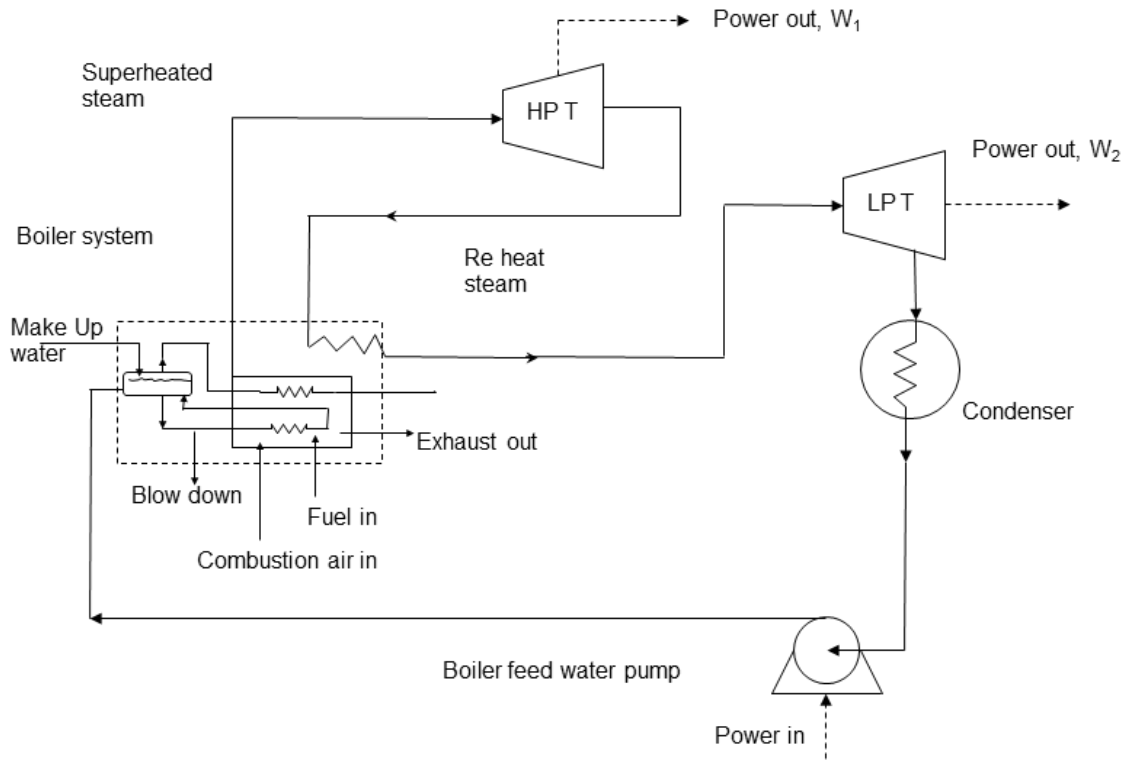 Power out, W₁
Superheated
steam
HP T
Power out, W₂
LP T
Boiler system
Re heat
steam
Make Up
water
Condenser
Exhaust out
Blow down
Fuel in
Combustion air in
Boiler feed water pump
Power in